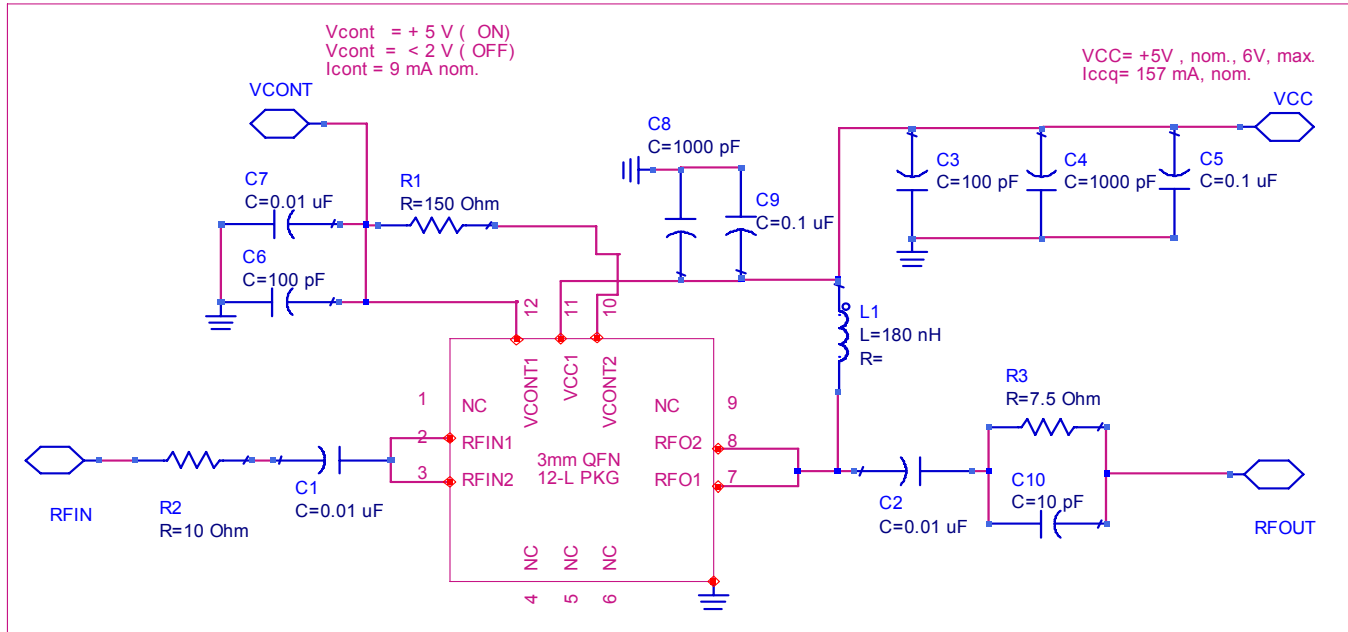 Vcont = + 5 V ( ON)
Vcont = < 2 V ( OFF)
Icont = 9 mA nom.
VCC= +5V , nom., 6V, max.
Iccq= 157 mA, nom.
VCONT
VCC
C8
C=1000 pF
C3
C=100 pF
C4
C=1000 pF
C5
C=0.1 uF
C7
C=0.01 uF
R1
R=150 Ohm
C9
C=0.1 uF
C6
C=100 pF
12
11
10
L1
L=180 nH
R=
VCONT1
VCC1
VCONT2
1
NC
NC
9
R3
R=7.5 Ohm
2
RFIN1
RFO2
8
3
RFIN2
3mm QFN
12-L PKG
RFO1
7
C10
C=10 pF
RFIN
R2
R=10 Ohm
C1
C=0.01 uF
C2
C=0.01 uF
RFOUT
NC
NC
NC
4
5
6